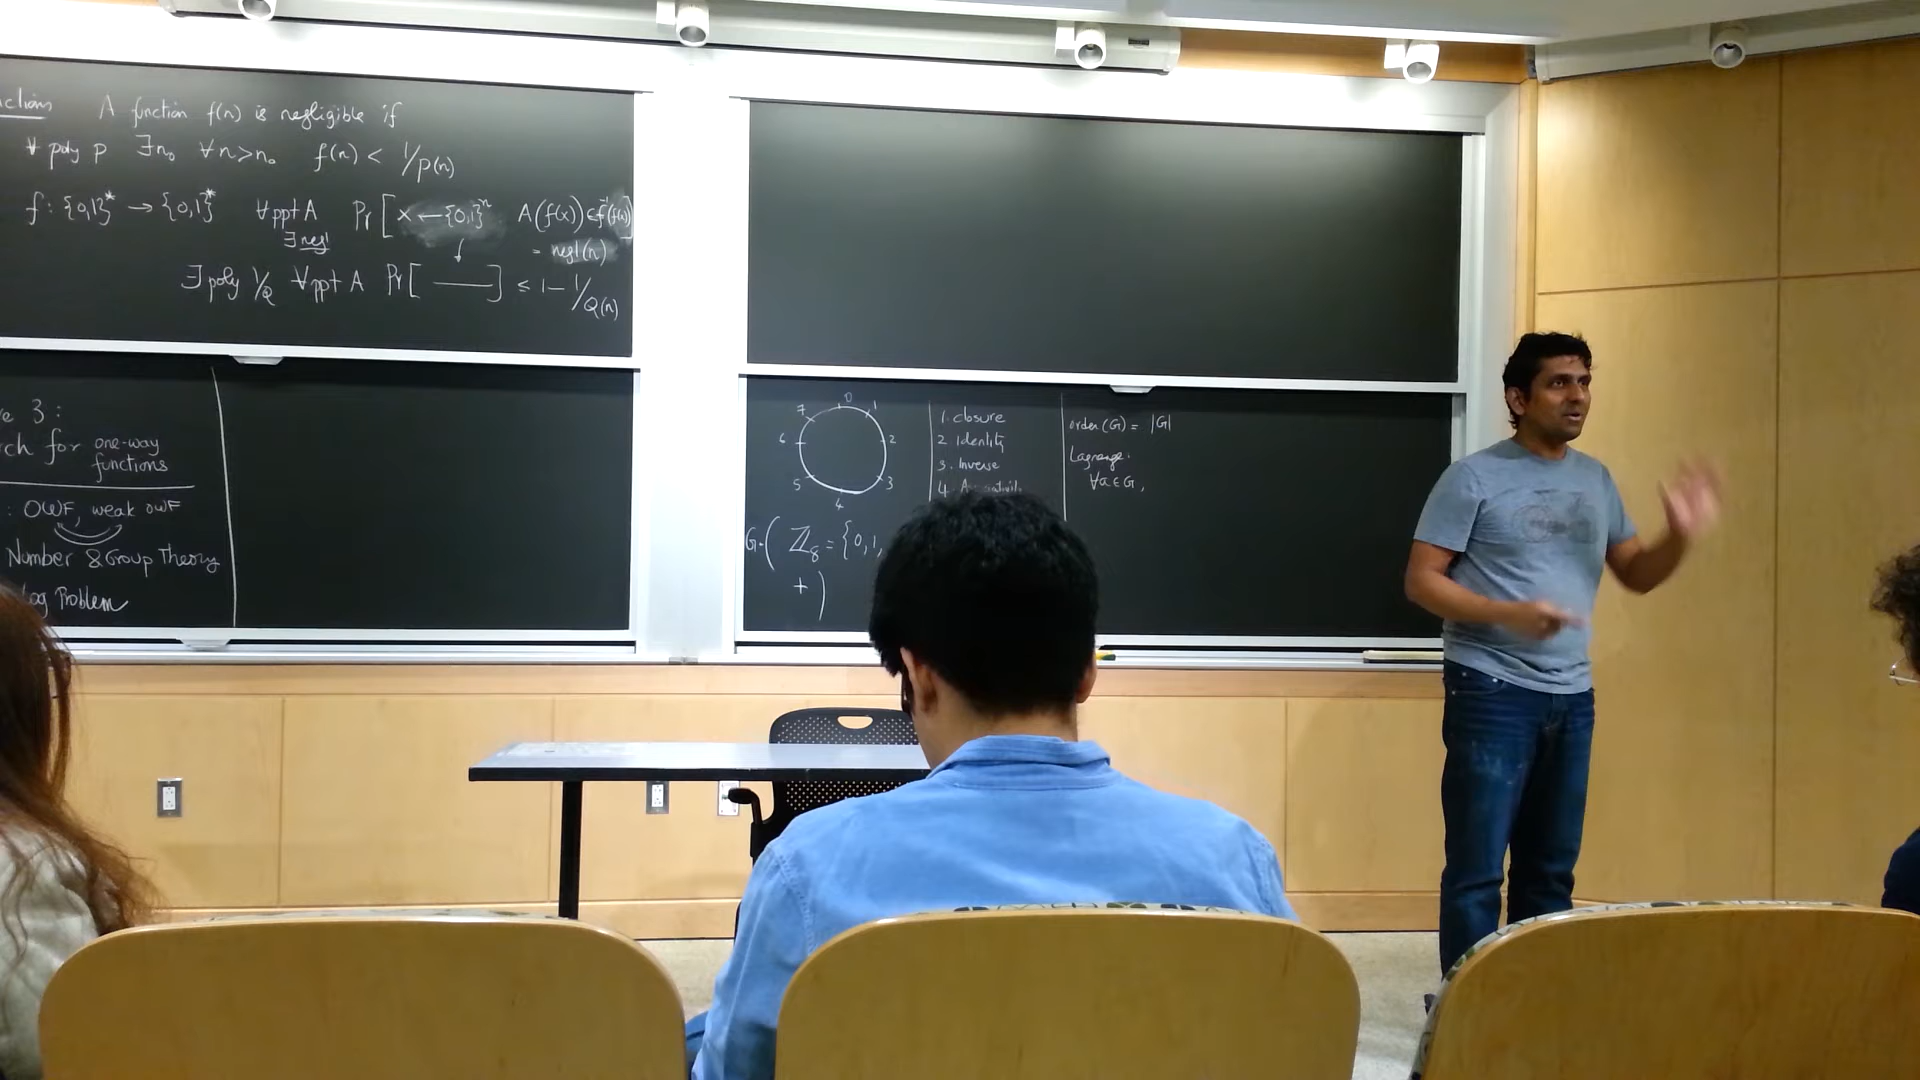 A function f(n) is negligible if
∀ poly p ∃n₀ ∀n>n₀ f(n) < 1/p(n)
f: {0,1}* → {0,1}* ∀ppt A Pr[x ← {0,1}ⁿ A(f(x)) ∈ f⁻¹(f(x))]
∃ negl = negl(n)
∃ poly 1/Q ∀ppt A Pr[ —— ] ≤ 1 − 1/Q(n)
3:
for one-way
functions
: OWF, weak OWF
Number & Group Theory
Log Problem
0 1 2 3 4 5 6 7
G = ( ℤ₈ = {0,1,
+ )
1. closure
2 Identity
3. Inverse
4.
order(G) = |G|
Lagrange:
∀a ∈ G,